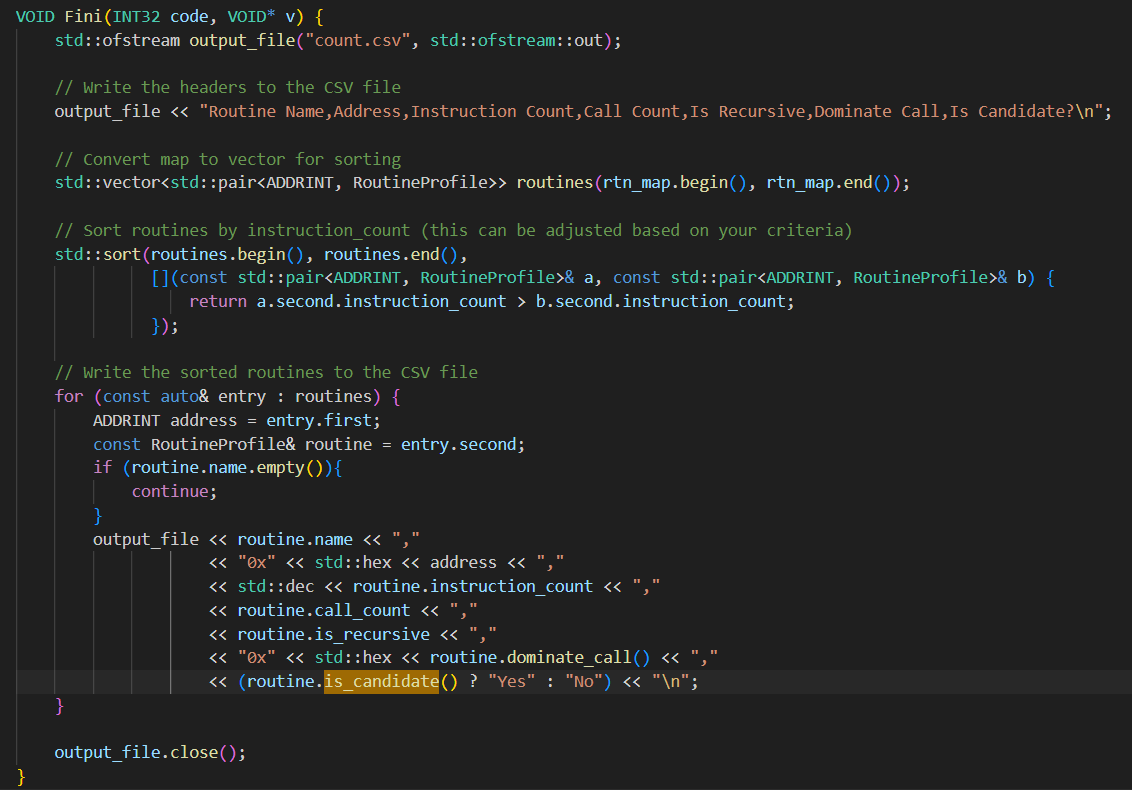 VOID Fini(INT32 code, VOID* v) {
    std::ofstream output_file("count.csv", std::ofstream::out);
    // Write the headers to the CSV file
    output_file << "Routine Name,Address,Instruction Count,Call Count,Is Recursive,Dominate Call,Is Candidate?\n";
    // Convert map to vector for sorting
    std::vector<std::pair<ADDRINT, RoutineProfile>> routines(rtn_map.begin(), rtn_map.end());
    // Sort routines by instruction_count (this can be adjusted based on your criteria)
    std::sort(routines.begin(), routines.end(),
              [](const std::pair<ADDRINT, RoutineProfile>& a, const std::pair<ADDRINT, RoutineProfile>& b) {
                  return a.second.instruction_count > b.second.instruction_count;
              });
    // Write the sorted routines to the CSV file
    for (const auto& entry : routines) {
        ADDRINT address = entry.first;
        const RoutineProfile& routine = entry.second;
        if (routine.name.empty()){
            continue;
        }
        output_file << routine.name << ","
                    << "0x" << std::hex << address << ","
                    << std::dec << routine.instruction_count << ","
                    << routine.call_count << ","
                    << routine.is_recursive << ","
                    << "0x" << std::hex << routine.dominate_call() << ","
                    << (routine.is_candidate() ? "Yes" : "No") << "\n";
    }
    output_file.close();
}